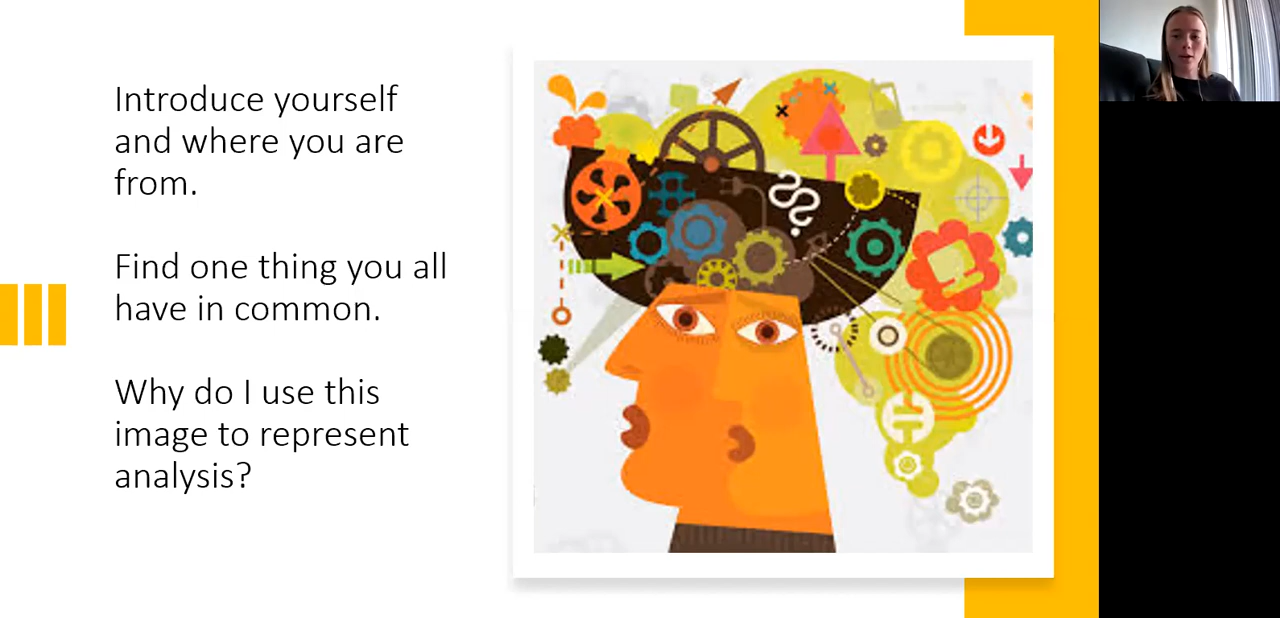 Introduce yourself
and where you are
from.
Find one thing you all
have in common.
Why do I use this
image to represent
analysis?